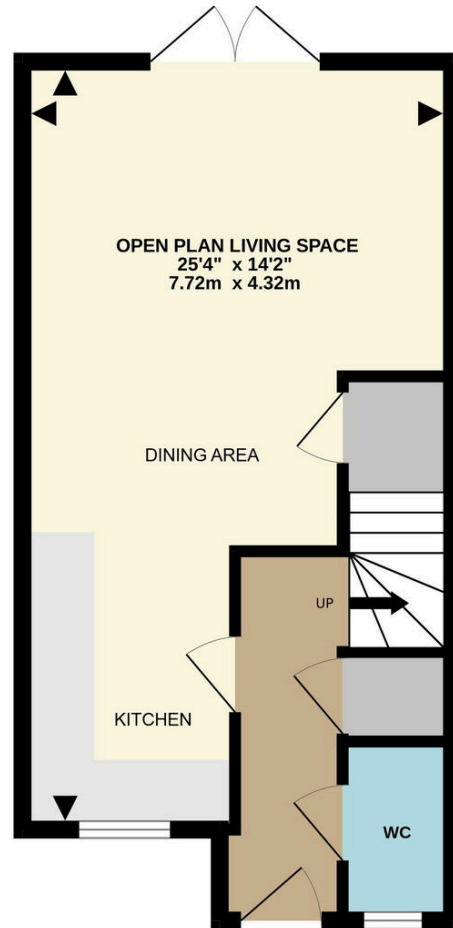 OPEN PLAN LIVING SPACE
25'4" x 14'2"
7.72m x 4.32m
DINING AREA
UP
KITCHEN
WC